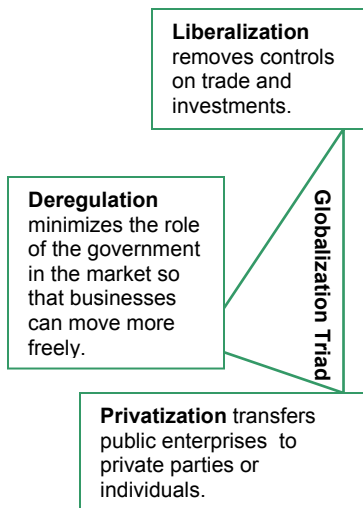 Liberalization
removes controls
on trade and
investments.
Deregulation
minimizes the role
of the government
in the market so
that businesses
can move more
freely.
Globalization Triad
Privatization transfers
public enterprises to
private parties or
individuals.